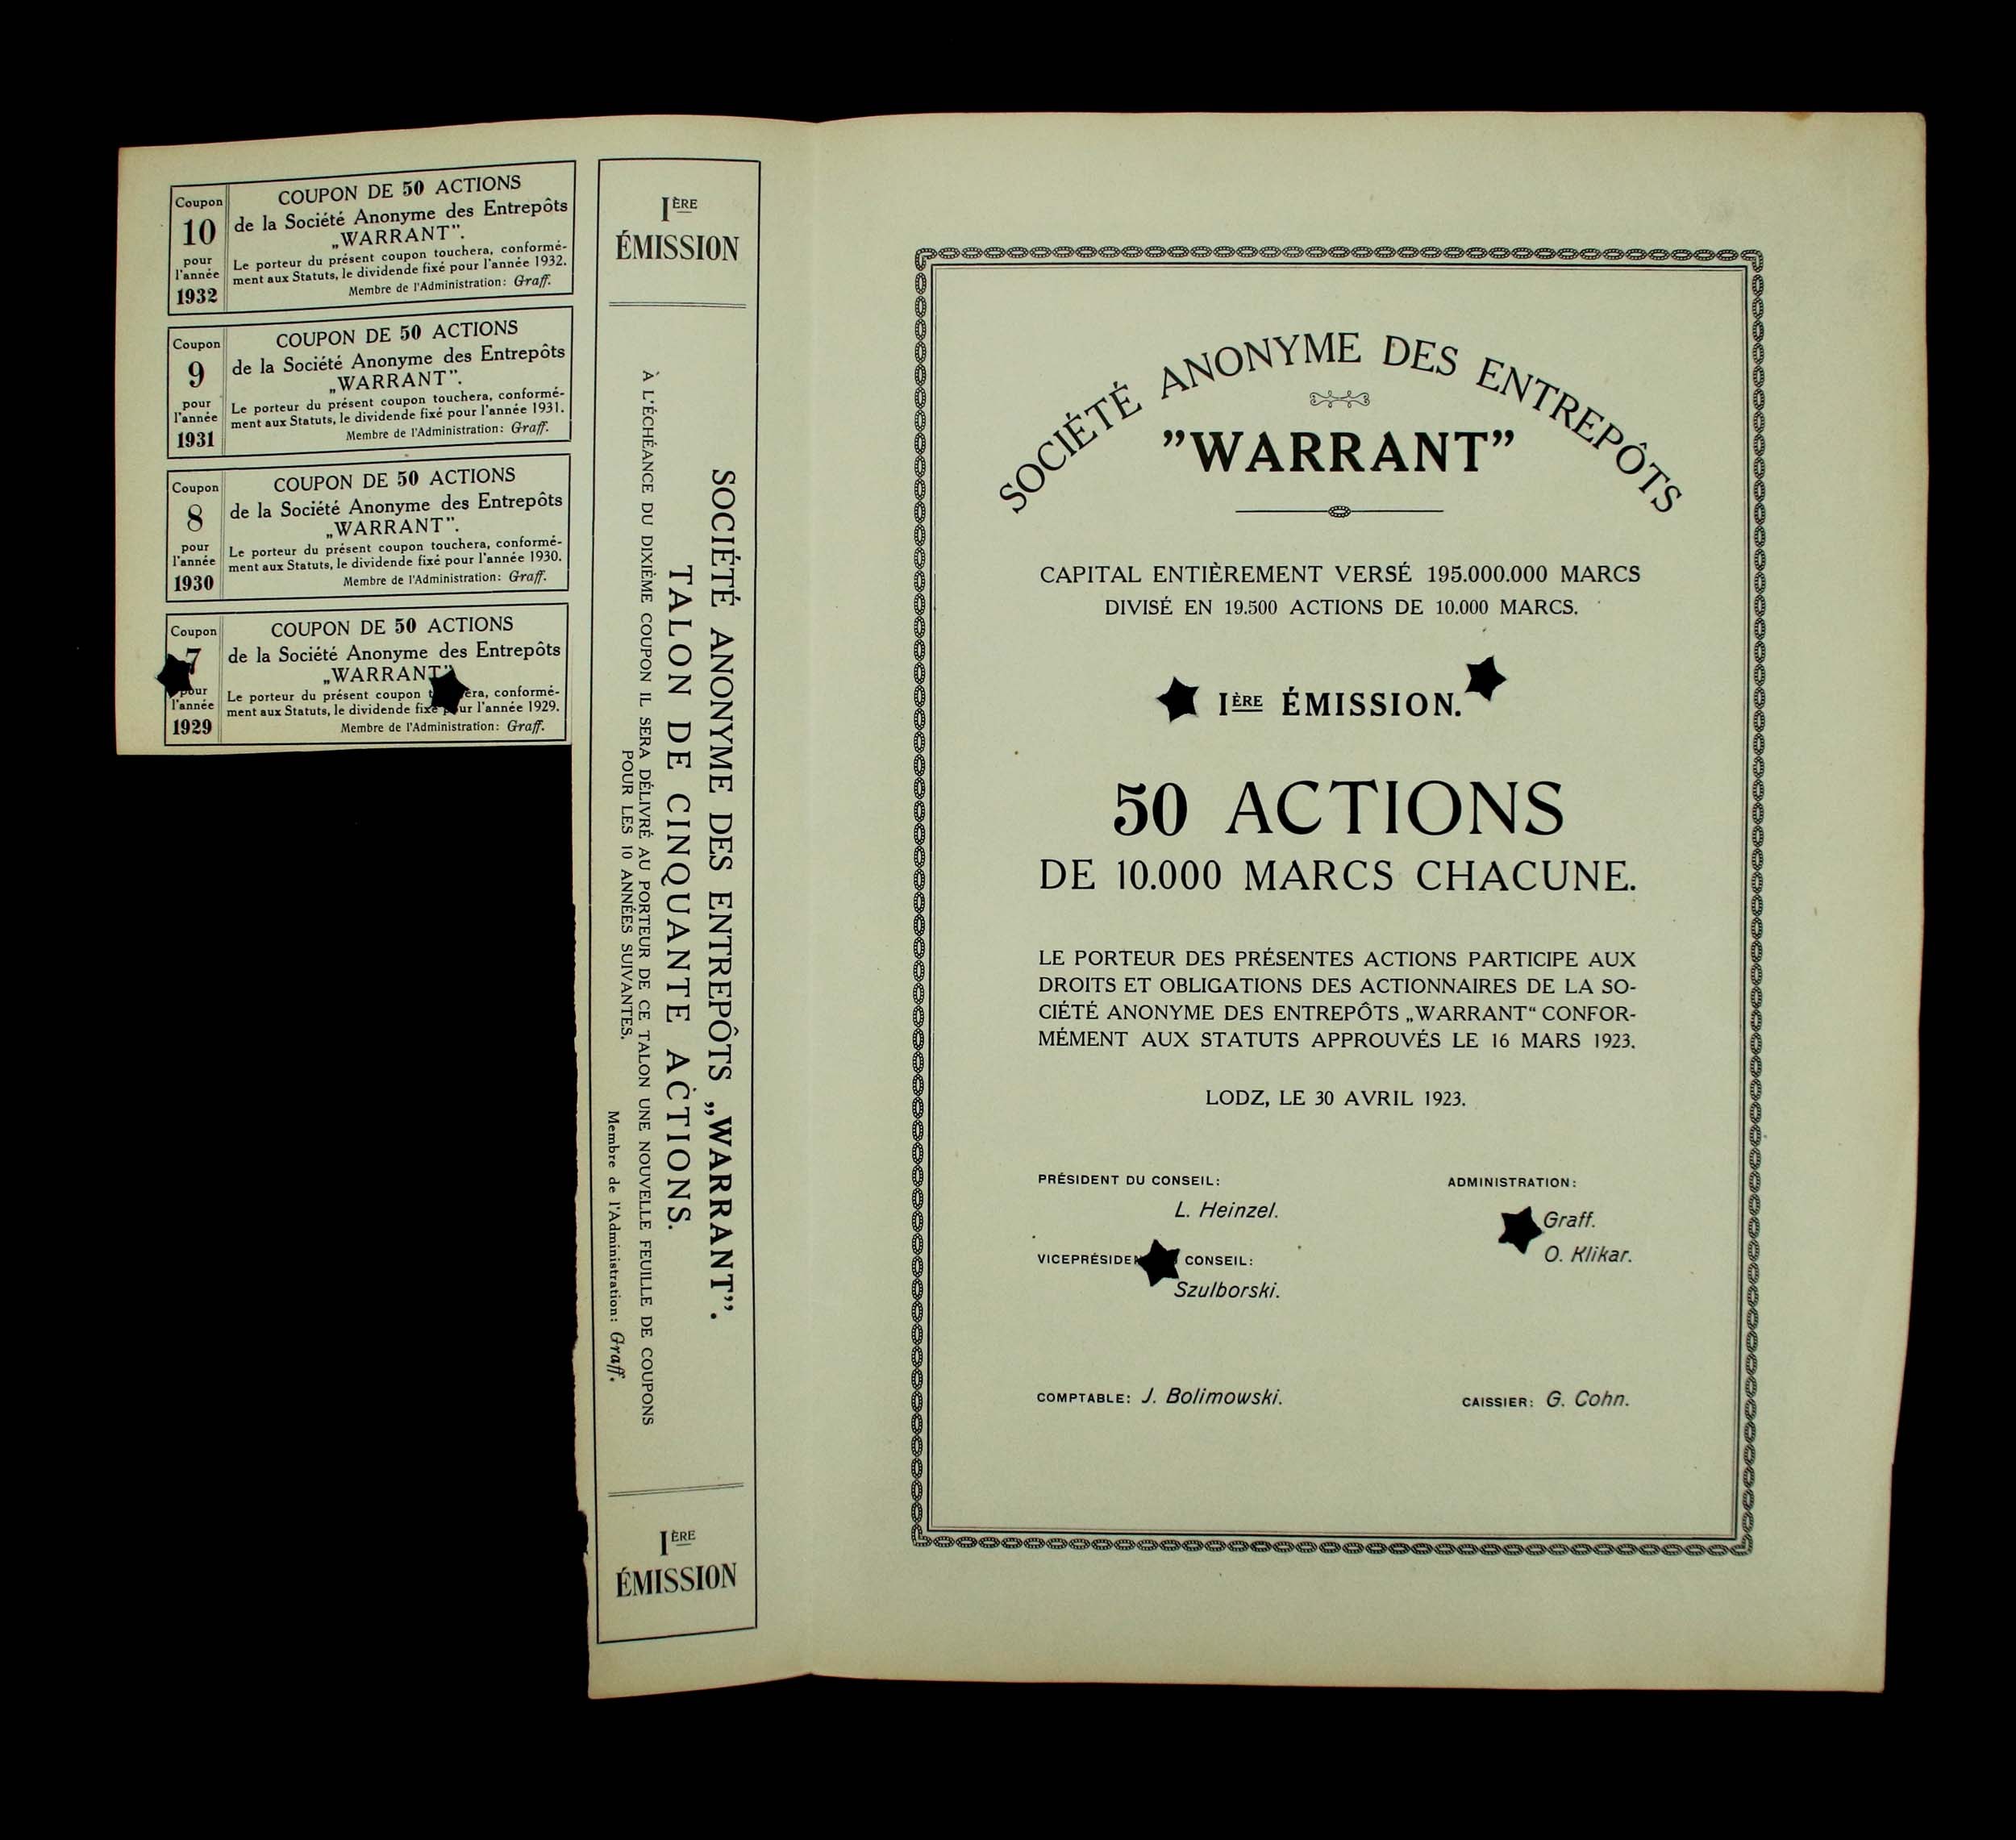 Coupon
10
pour
l'année
1932
COUPON DE 50 ACTIONS
de la Société Anonyme des Entrepôts
„WARRANT”.
Le porteur du présent coupon touchera, conformé-
ment aux Statuts, le dividende fixé pour l'année 1932.
Membre de l'Administration: Graff.
Coupon
9
pour
l'année
1931
COUPON DE 50 ACTIONS
de la Société Anonyme des Entrepôts
„WARRANT”.
Le porteur du présent coupon touchera, conformé-
ment aux Statuts, le dividende fixé pour l'année 1931.
Membre de l'Administration: Graff.
Coupon
8
pour
l'année
1930
COUPON DE 50 ACTIONS
de la Société Anonyme des Entrepôts
„WARRANT”.
Le porteur du présent coupon touchera, conformé-
ment aux Statuts, le dividende fixé pour l'année 1930.
Membre de l'Administration: Graff.
Coupon
7
pour
l'année
1929
COUPON DE 50 ACTIONS
de la Société Anonyme des Entrepôts
„WARRANT”
Le porteur du présent coupon conformé-
ment aux Statuts, le dividende fixé l'année 1929.
Membre de l'Administration: Graff.
IÈRE
ÉMISSION
SOCIÉTÉ ANONYME DES ENTREPÔTS „WARRANT”.
TALON DE CINQUANTE ACTIONS.
À L'ÉCHÉANCE DU DIXIÈME COUPON IL SERA DÉLIVRÉ AU PORTEUR DE CE TALON UNE NOUVELLE FEUILLE DE COUPONS
POUR LES 10 ANNÉES SUIVANTES.
Membre de l'Administration: Graff.
IÈRE
ÉMISSION
SOCIÉTÉ ANONYME DES ENTREPÔTS
”WARRANT”
CAPITAL ENTIÈREMENT VERSÉ 195.000.000 MARCS
DIVISÉ EN 19.500 ACTIONS DE 10.000 MARCS.
IÈRE ÉMISSION.
50 ACTIONS
DE 10.000 MARCS CHACUNE.
LE PORTEUR DES PRÉSENTES ACTIONS PARTICIPE AUX
DROITS ET OBLIGATIONS DES ACTIONNAIRES DE LA SO-
CIÉTÉ ANONYME DES ENTREPÔTS „WARRANT“ CONFOR-
MÉMENT AUX STATUTS APPROUVÉS LE 16 MARS 1923.
LODZ, LE 30 AVRIL 1923.
PRÉSIDENT DU CONSEIL:
L. Heinzel.
CONSEIL:
Szulborski.
ADMINISTRATION:
Graff.
O. Klikar.
COMPTABLE: J. Bolimowski.
CAISSIER: G. Cohn.